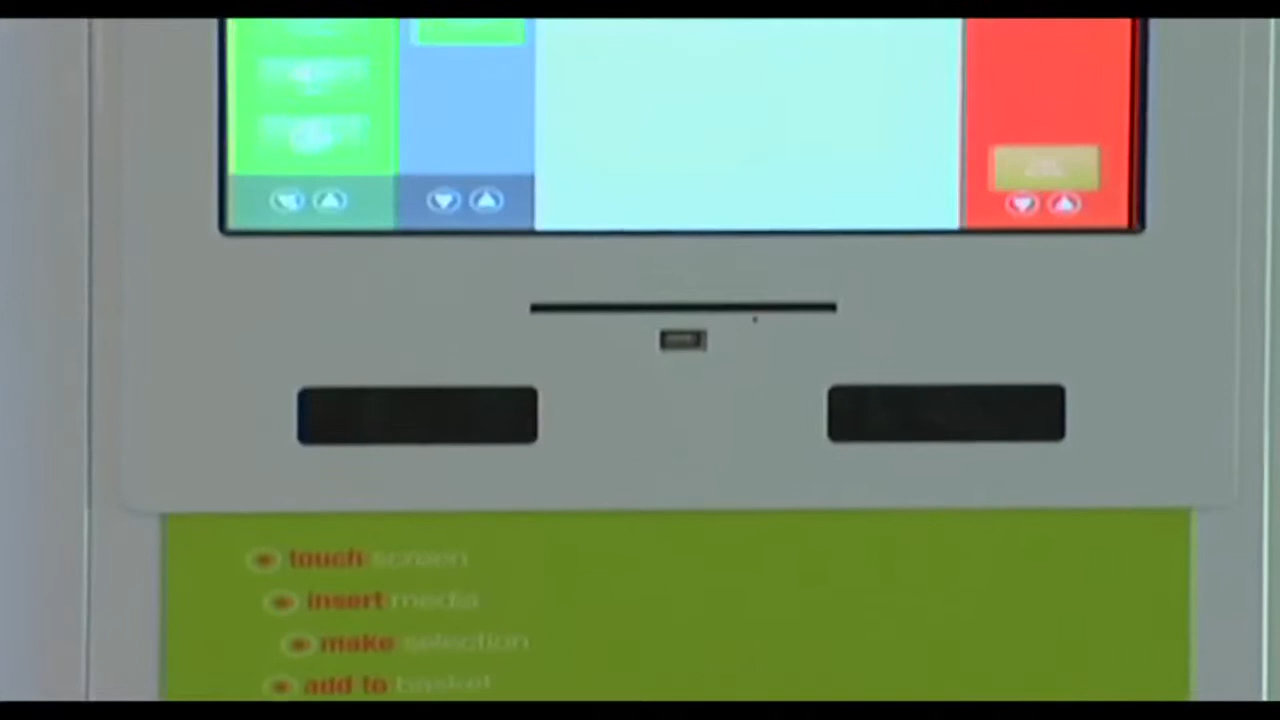 touch screen
insert media
make selection
add to basket